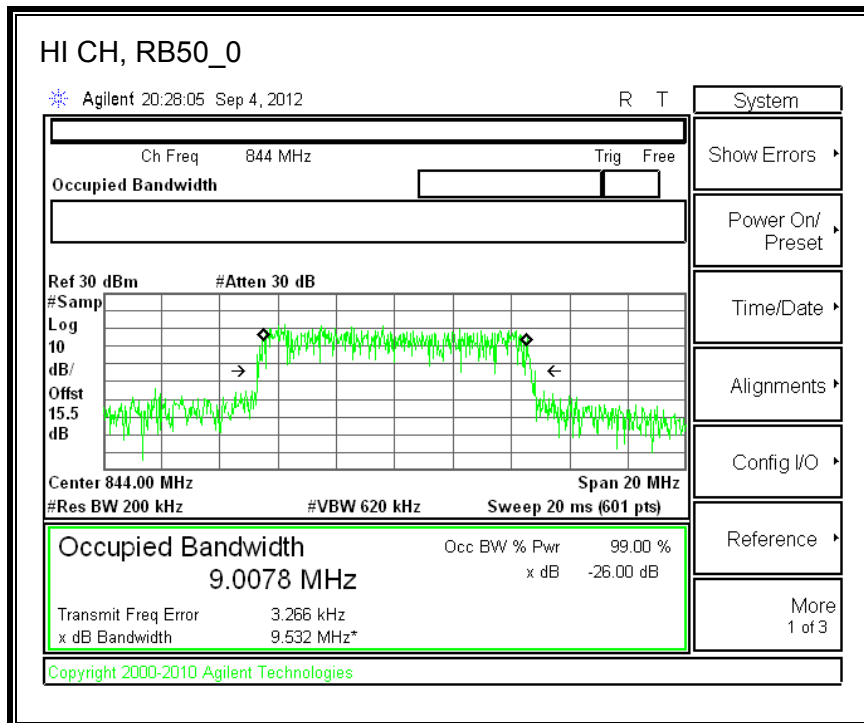 HI CH, RB50_0
Agilent 20:28:05 Sep 4, 2012 R T
System
Ch Freq 844 MHz Trig Free
Occupied Bandwidth
Show Errors
Power On/
Preset
Time/Date
Alignments
Config I/O
Reference
More
1 of 3
Ref 30 dBm #Atten 30 dB
#Samp
Log
10
dB/
Offst
15.5
dB
Center 844.00 MHz Span 20 MHz
#Res BW 200 kHz #VBW 620 kHz Sweep 20 ms (601 pts)
Occupied Bandwidth
9.0078 MHz
Occ BW % Pwr 99.00 %
x dB -26.00 dB
Transmit Freq Error 3.266 kHz
x dB Bandwidth 9.532 MHz*
Copyright 2000-2010 Agilent Technologies